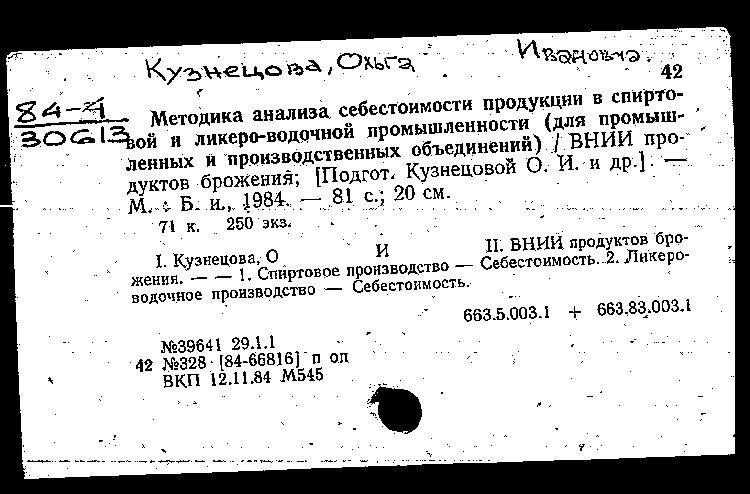 Кузнецова, Ольга Ивановна.
42
84-4
30613
Методика анализа себестоимости продукции в спирто-
вой и ликеро-водочной промышленности (для промыш-
ленных и производственных объединений) / ВНИИ про-
дуктов брожения; [Подгот. Кузнецовой О. И. и др.]. —
М. : Б. и., 1984. — 81 с.; 20 см.
71 к. 250 экз.
I. Кузнецова, О И II. ВНИИ продуктов бро-
жения. — — 1. Спиртовое производство — Себестоимость. 2. Ликеро-
водочное производство — Себестоимость.
663.5.003.1 + 663.83.003.1
№39641 29.1.1
42 №328 [84-66816] п ол
ВКП 12.11.84 М545